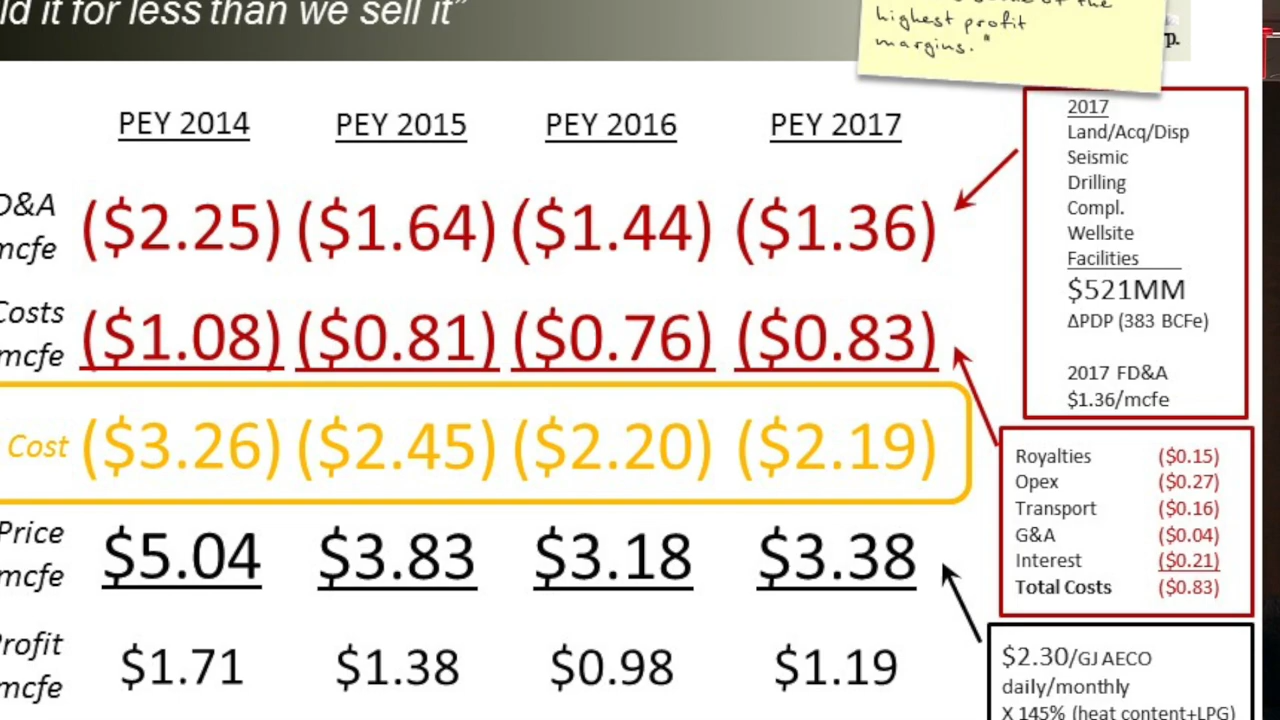 ld it for less than we sell it”
highest profit
margins."
p.
PEY 2014 PEY 2015 PEY 2016 PEY 2017
D&A
mcfe
($2.25) ($1.64) ($1.44) ($1.36)
Costs
mcfe
($1.08) ($0.81) ($0.76) ($0.83)
Cost ($3.26) ($2.45) ($2.20) ($2.19)
Price
mcfe
$5.04 $3.83 $3.18 $3.38
rofit
mcfe
$1.71 $1.38 $0.98 $1.19
2017
Land/Acq/Disp
Seismic
Drilling
Compl.
Wellsite
Facilities
$521MM
ΔPDP (383 BCFe)
2017 FD&A
$1.36/mcfe
Royalties ($0.15)
Opex ($0.27)
Transport ($0.16)
G&A ($0.04)
Interest ($0.21)
Total Costs ($0.83)
$2.30/GJ AECO
daily/monthly
X 145% (heat content+LPG)